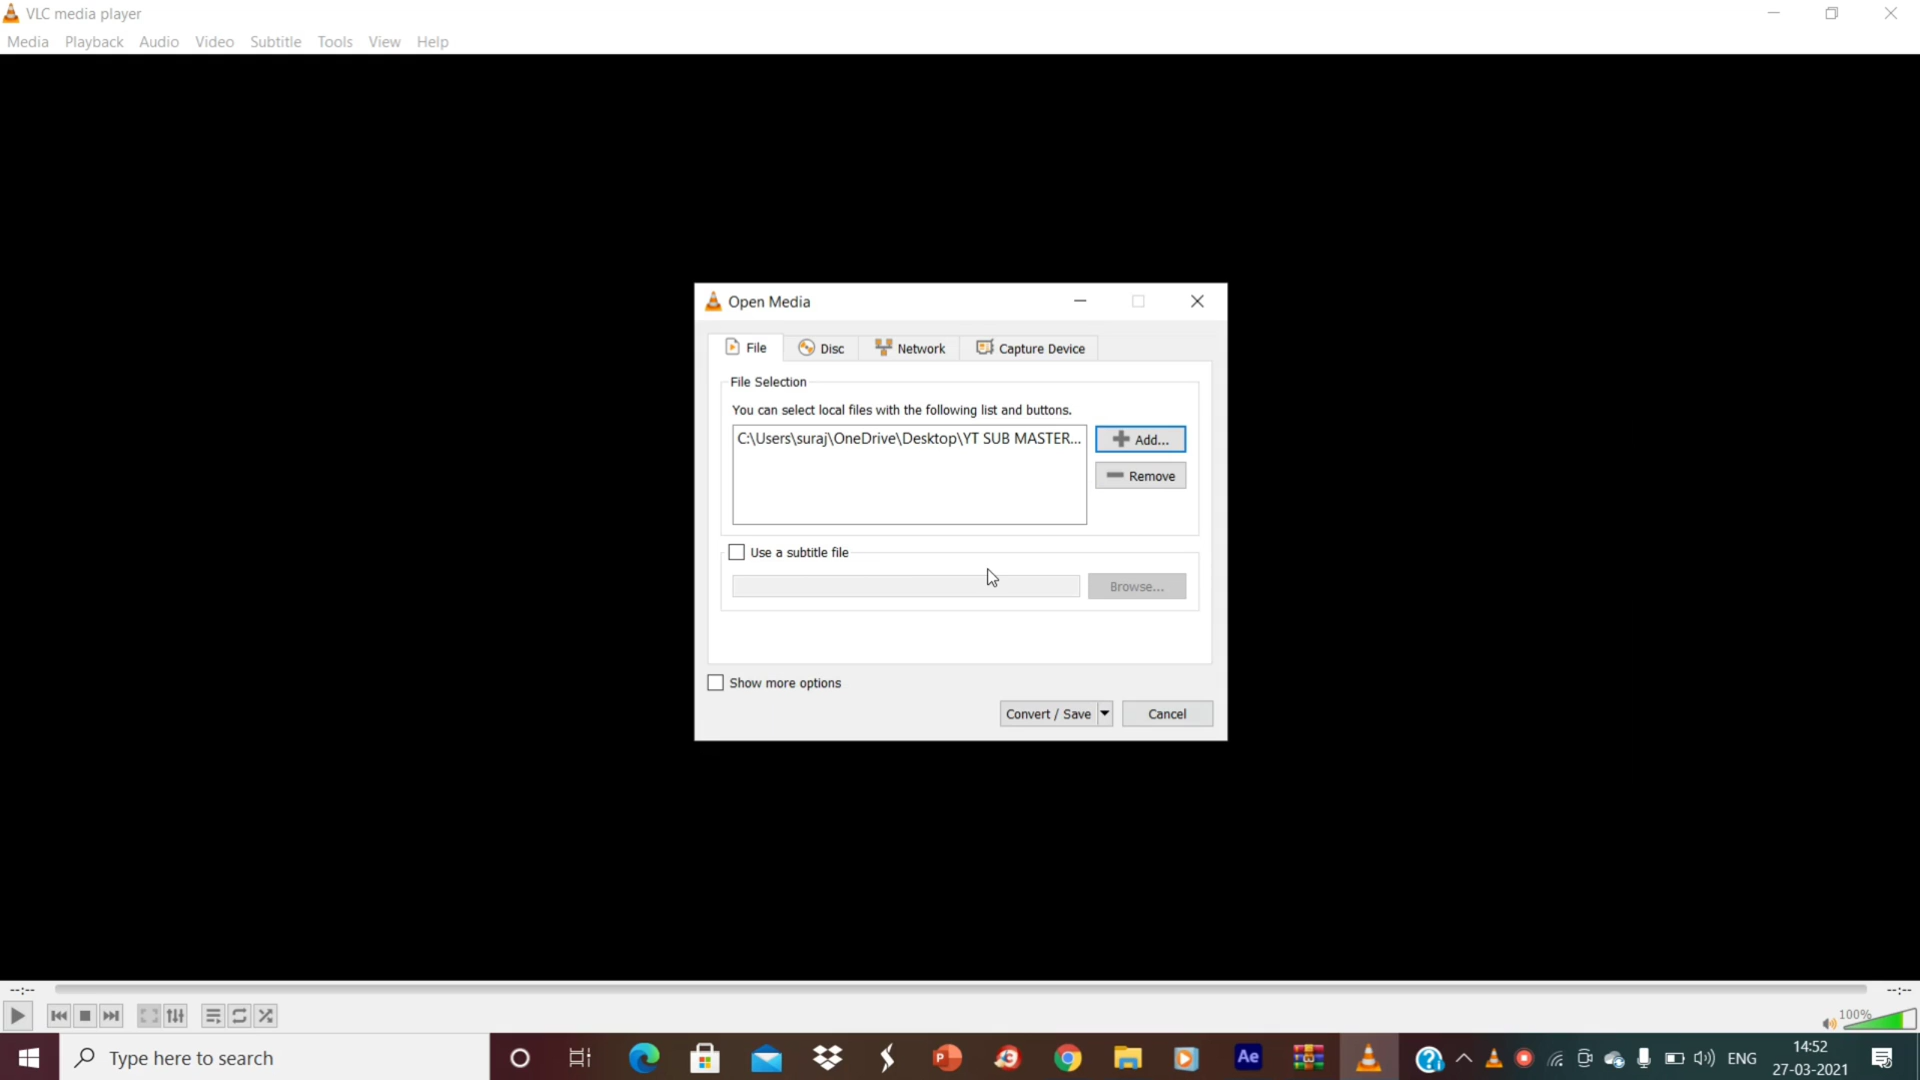 VLC media player
Media Playback Audio Video Subtitle Tools View Help
Open Media
File Disc Network Capture Device
File Selection
You can select local files with the following list and buttons.
C:\Users\suraj\OneDrive\Desktop\YT SUB MASTER...
Add...
Remove
Use a subtitle file
Browse...
Show more options
Convert / Save Cancel
--:-- --:--
100%
Type here to search
Ae
ENG
14:52
27-03-2021